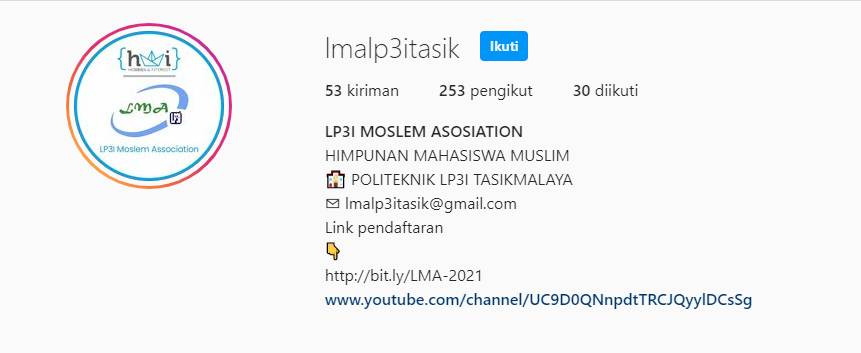 {hobi}
HOBBIES & INTEREST
LMA
LP3I Moslem Association
lmalp3itasik
Ikuti
53 kiriman 253 pengikut 30 diikuti
LP3I MOSLEM ASOSIATION
HIMPUNAN MAHASISWA MUSLIM
🏩 POLITEKNIK LP3I TASIKMALAYA
✉ lmalp3itasik@gmail.com
Link pendaftaran
👇
http://bit.ly/LMA-2021
www.youtube.com/channel/UC9D0QNnpdtTRCJQyylDCsSg